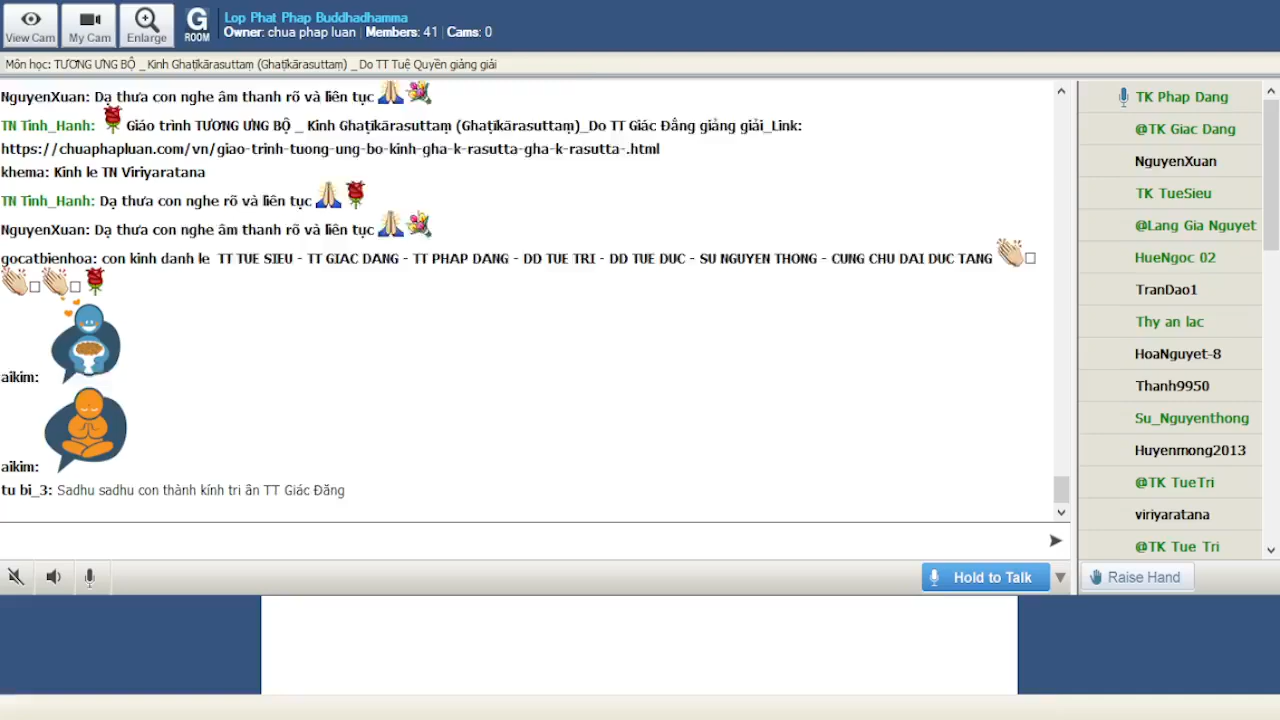 View Cam
My Cam
Enlarge
G
ROOM
Lop Phat Phap Buddhadhamma
Owner: chua phap luan | Members: 41 | Cams: 0
Môn học: TƯƠNG ƯNG BỘ _ Kinh Ghaṭikārasuttaṃ (Ghaṭīkārasuttaṃ) _Do TT Tuệ Quyền giảng giải
NguyenXuan: Dạ thưa con nghe âm thanh rõ và liên tục
TN Tinh_Hanh: Giáo trình TƯƠNG ƯNG BỘ _ Kinh Ghaṭikārasuttaṃ (Ghaṭīkārasuttaṃ)_Do TT Giác Đẳng giảng giải_Link:
https://chuaphapluan.com/vn/giao-trinh-tuong-ung-bo-kinh-gha-k-rasutta-gha-k-rasutta-.html
khema: Kinh le TN Viriyaratana
TN Tinh_Hanh: Dạ thưa con nghe rõ và liên tục
NguyenXuan: Dạ thưa con nghe âm thanh rõ và liên tục
gocatbienhoa: con kinh danh le TT TUE SIEU - TT GIAC DANG - TT PHAP DANG - DD TUE TRI - DD TUE DUC - SU NGUYEN THONG - CUNG CHU DAI DUC TANG
aikim:
aikim:
tu bi_3: Sadhu sadhu con thành kính tri ân TT Giác Đăng
TK Phap Dang
@TK Giac Dang
NguyenXuan
TK TueSieu
@Lang Gia Nguyet
HueNgoc 02
TranDao1
Thy an lac
HoaNguyet-8
Thanh9950
Su_Nguyenthong
Huyenmong2013
@TK TueTri
viriyaratana
@TK Tue Tri
Hold to Talk
Raise Hand